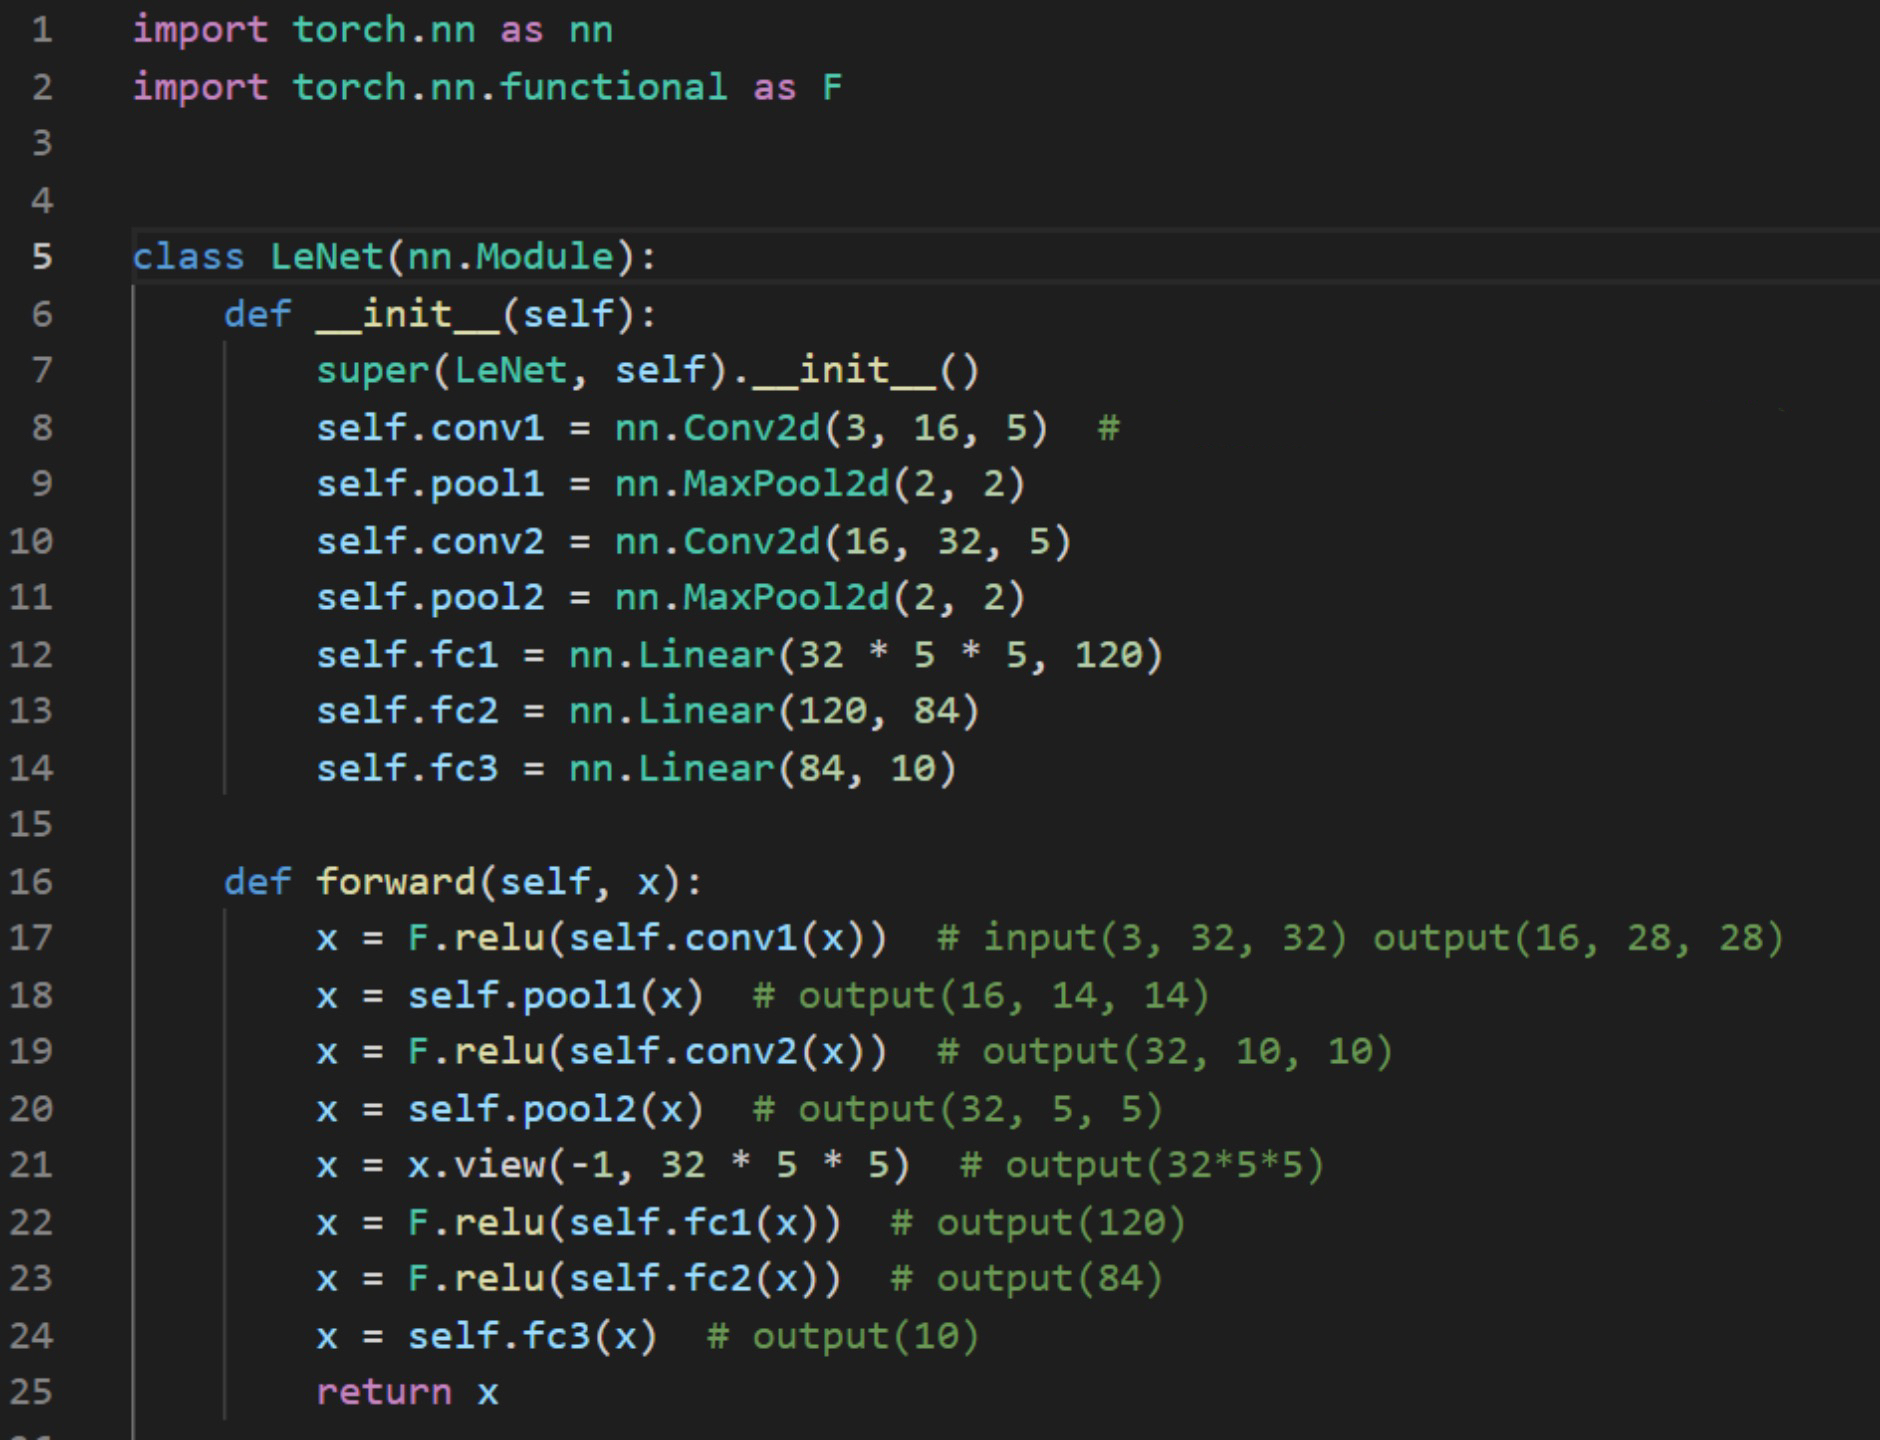 1 import torch.nn as nn
2 import torch.nn.functional as F
3
4
5 class LeNet(nn.Module):
6 def __init__(self):
7 super(LeNet, self).__init__()
8 self.conv1 = nn.Conv2d(3, 16, 5)  #
9 self.pool1 = nn.MaxPool2d(2, 2)
10 self.conv2 = nn.Conv2d(16, 32, 5)
11 self.pool2 = nn.MaxPool2d(2, 2)
12 self.fc1 = nn.Linear(32 * 5 * 5, 120)
13 self.fc2 = nn.Linear(120, 84)
14 self.fc3 = nn.Linear(84, 10)
15
16 def forward(self, x):
17 x = F.relu(self.conv1(x))  # input(3, 32, 32) output(16, 28, 28)
18 x = self.pool1(x)  # output(16, 14, 14)
19 x = F.relu(self.conv2(x))  # output(32, 10, 10)
20 x = self.pool2(x)  # output(32, 5, 5)
21 x = x.view(-1, 32 * 5 * 5)  # output(32*5*5)
22 x = F.relu(self.fc1(x))  # output(120)
23 x = F.relu(self.fc2(x))  # output(84)
24 x = self.fc3(x)  # output(10)
25 return x